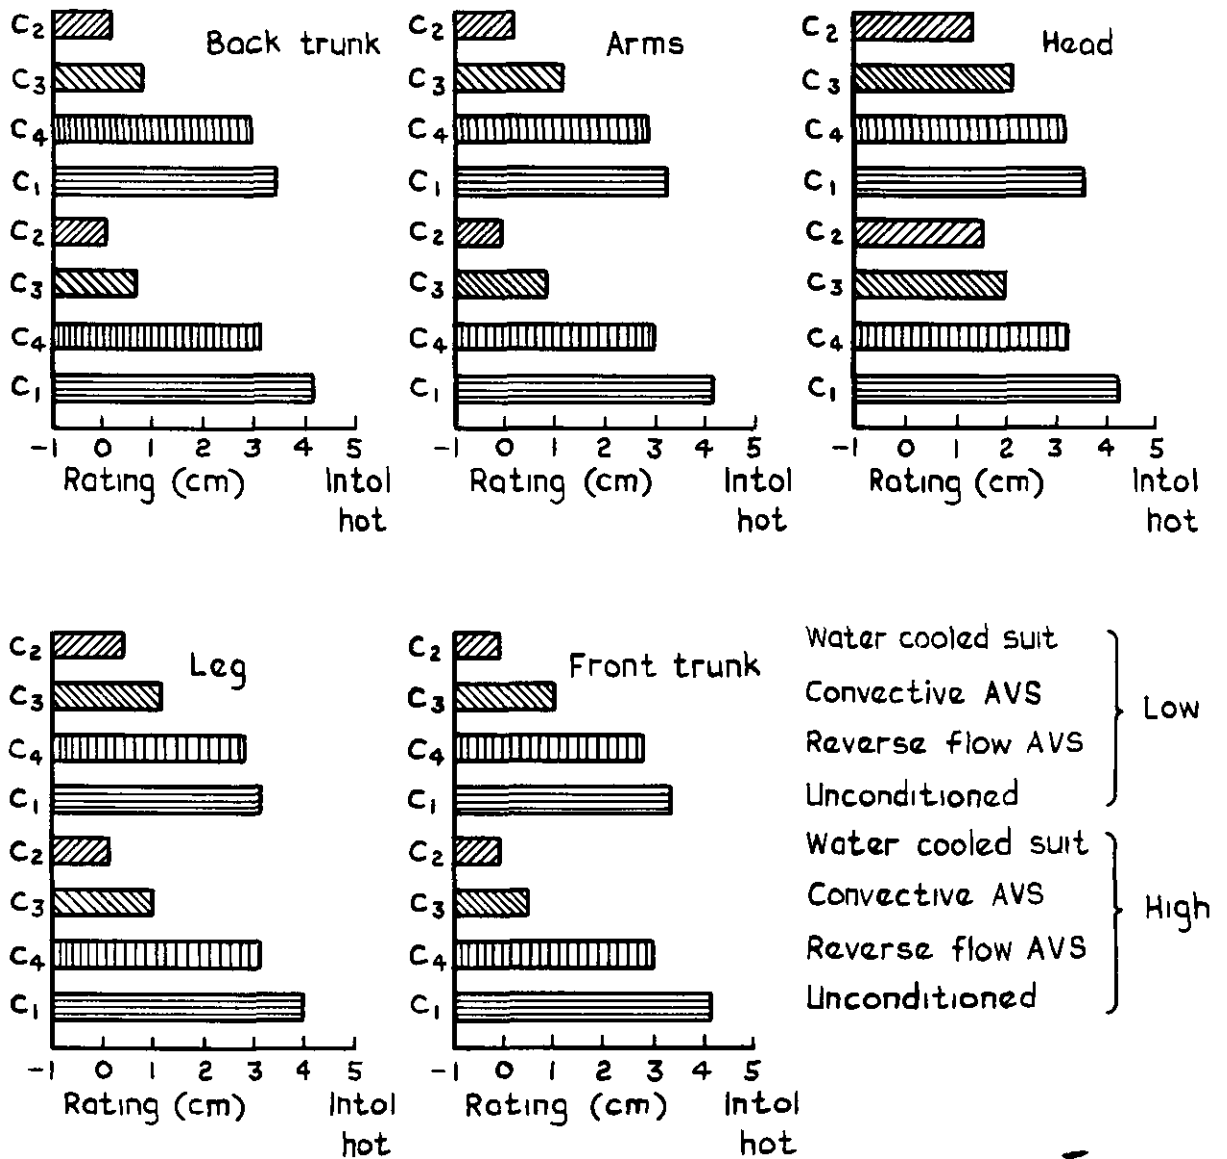 Back trunk
C2
C3
C4
C1
C2
C3
C4
C1
-1 0 1 2 3 4 5
Rating (cm) Intol
hot
Arms
C2
C3
C4
C1
C2
C3
C4
C1
-1 0 1 2 3 4 5
Rating (cm) Intol
hot
Head
C2
C3
C4
C1
C2
C3
C4
C1
-1 0 1 2 3 4 5
Rating (cm) Intol
hot
Leg
C2
C3
C4
C1
C2
C3
C4
C1
-1 0 1 2 3 4 5
Rating (cm) Intol
hot
Front trunk
C2
C3
C4
C1
C2
C3
C4
C1
-1 0 1 2 3 4 5
Rating (cm) Intol
hot
Water cooled suit
Convective AVS
Reverse flow AVS
Unconditioned
Low
Water cooled suit
Convective AVS
Reverse flow AVS
Unconditioned
High